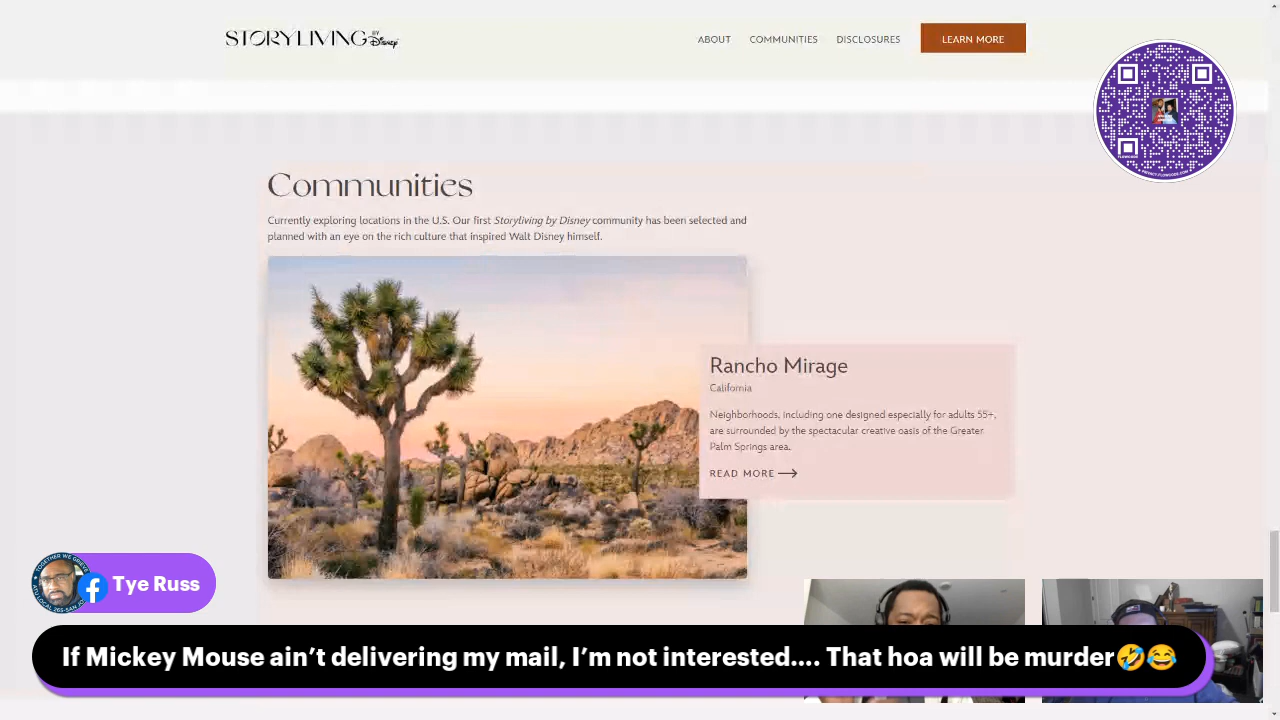 STORYLIVING BY Disney
ABOUT COMMUNITIES DISCLOSURES LEARN MORE
Communities
Currently exploring locations in the U.S. Our first Storyliving by Disney community has been selected and
planned with an eye on the rich culture that inspired Walt Disney himself.
Rancho Mirage
California
Neighborhoods, including one designed especially for adults 55+,
are surrounded by the spectacular creative oasis of the Greater
Palm Springs area.
READ MORE
TOGETHER WE GRIEVE
Tye Russ
If Mickey Mouse ain’t delivering my mail, I’m not interested.... That hoa will be murder🤣😂